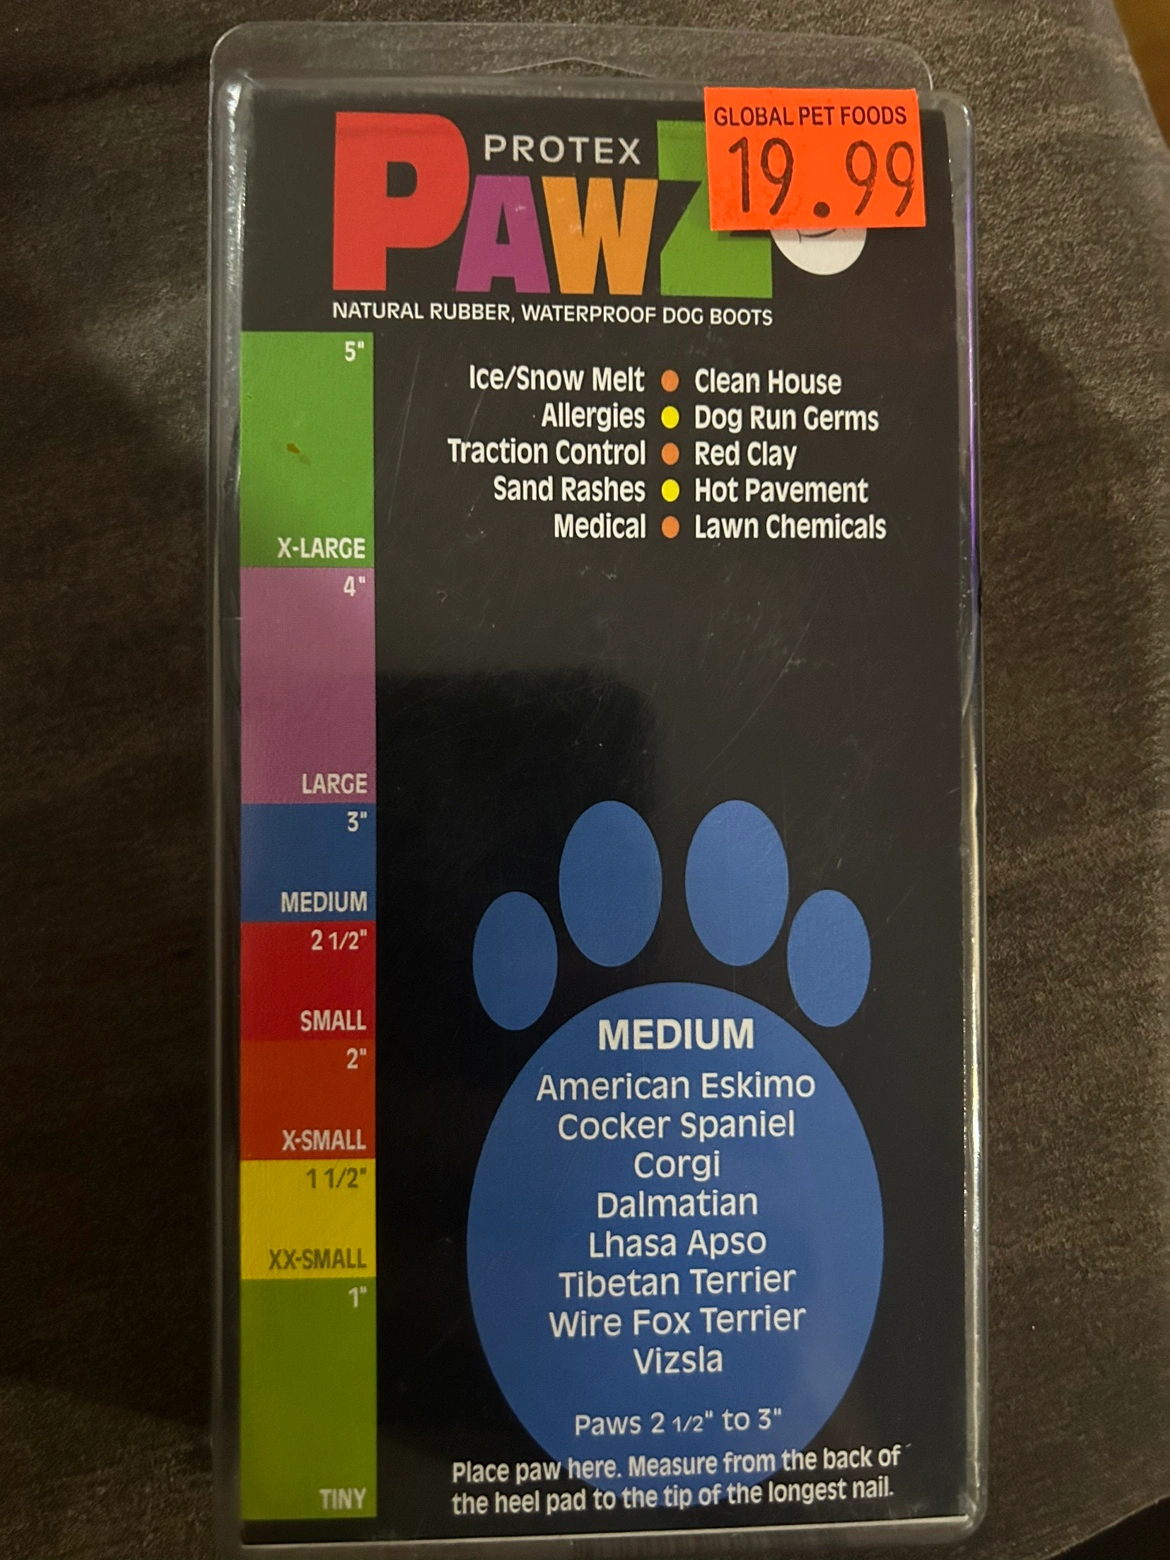 GLOBAL PET FOODS
19.99
PROTEX
PAWZ
NATURAL RUBBER, WATERPROOF DOG BOOTS
Ice/Snow Melt ● Clean House
Allergies ● Dog Run Germs
Traction Control ● Red Clay
Sand Rashes ● Hot Pavement
Medical ● Lawn Chemicals
5"
X-LARGE
4"
LARGE
3"
MEDIUM
2 1/2"
SMALL
2"
X-SMALL
1 1/2"
XX-SMALL
1"
TINY
MEDIUM
American Eskimo
Cocker Spaniel
Corgi
Dalmatian
Lhasa Apso
Tibetan Terrier
Wire Fox Terrier
Vizsla
Paws 2 1/2" to 3"
Place paw here. Measure from the back of
the heel pad to the tip of the longest nail.